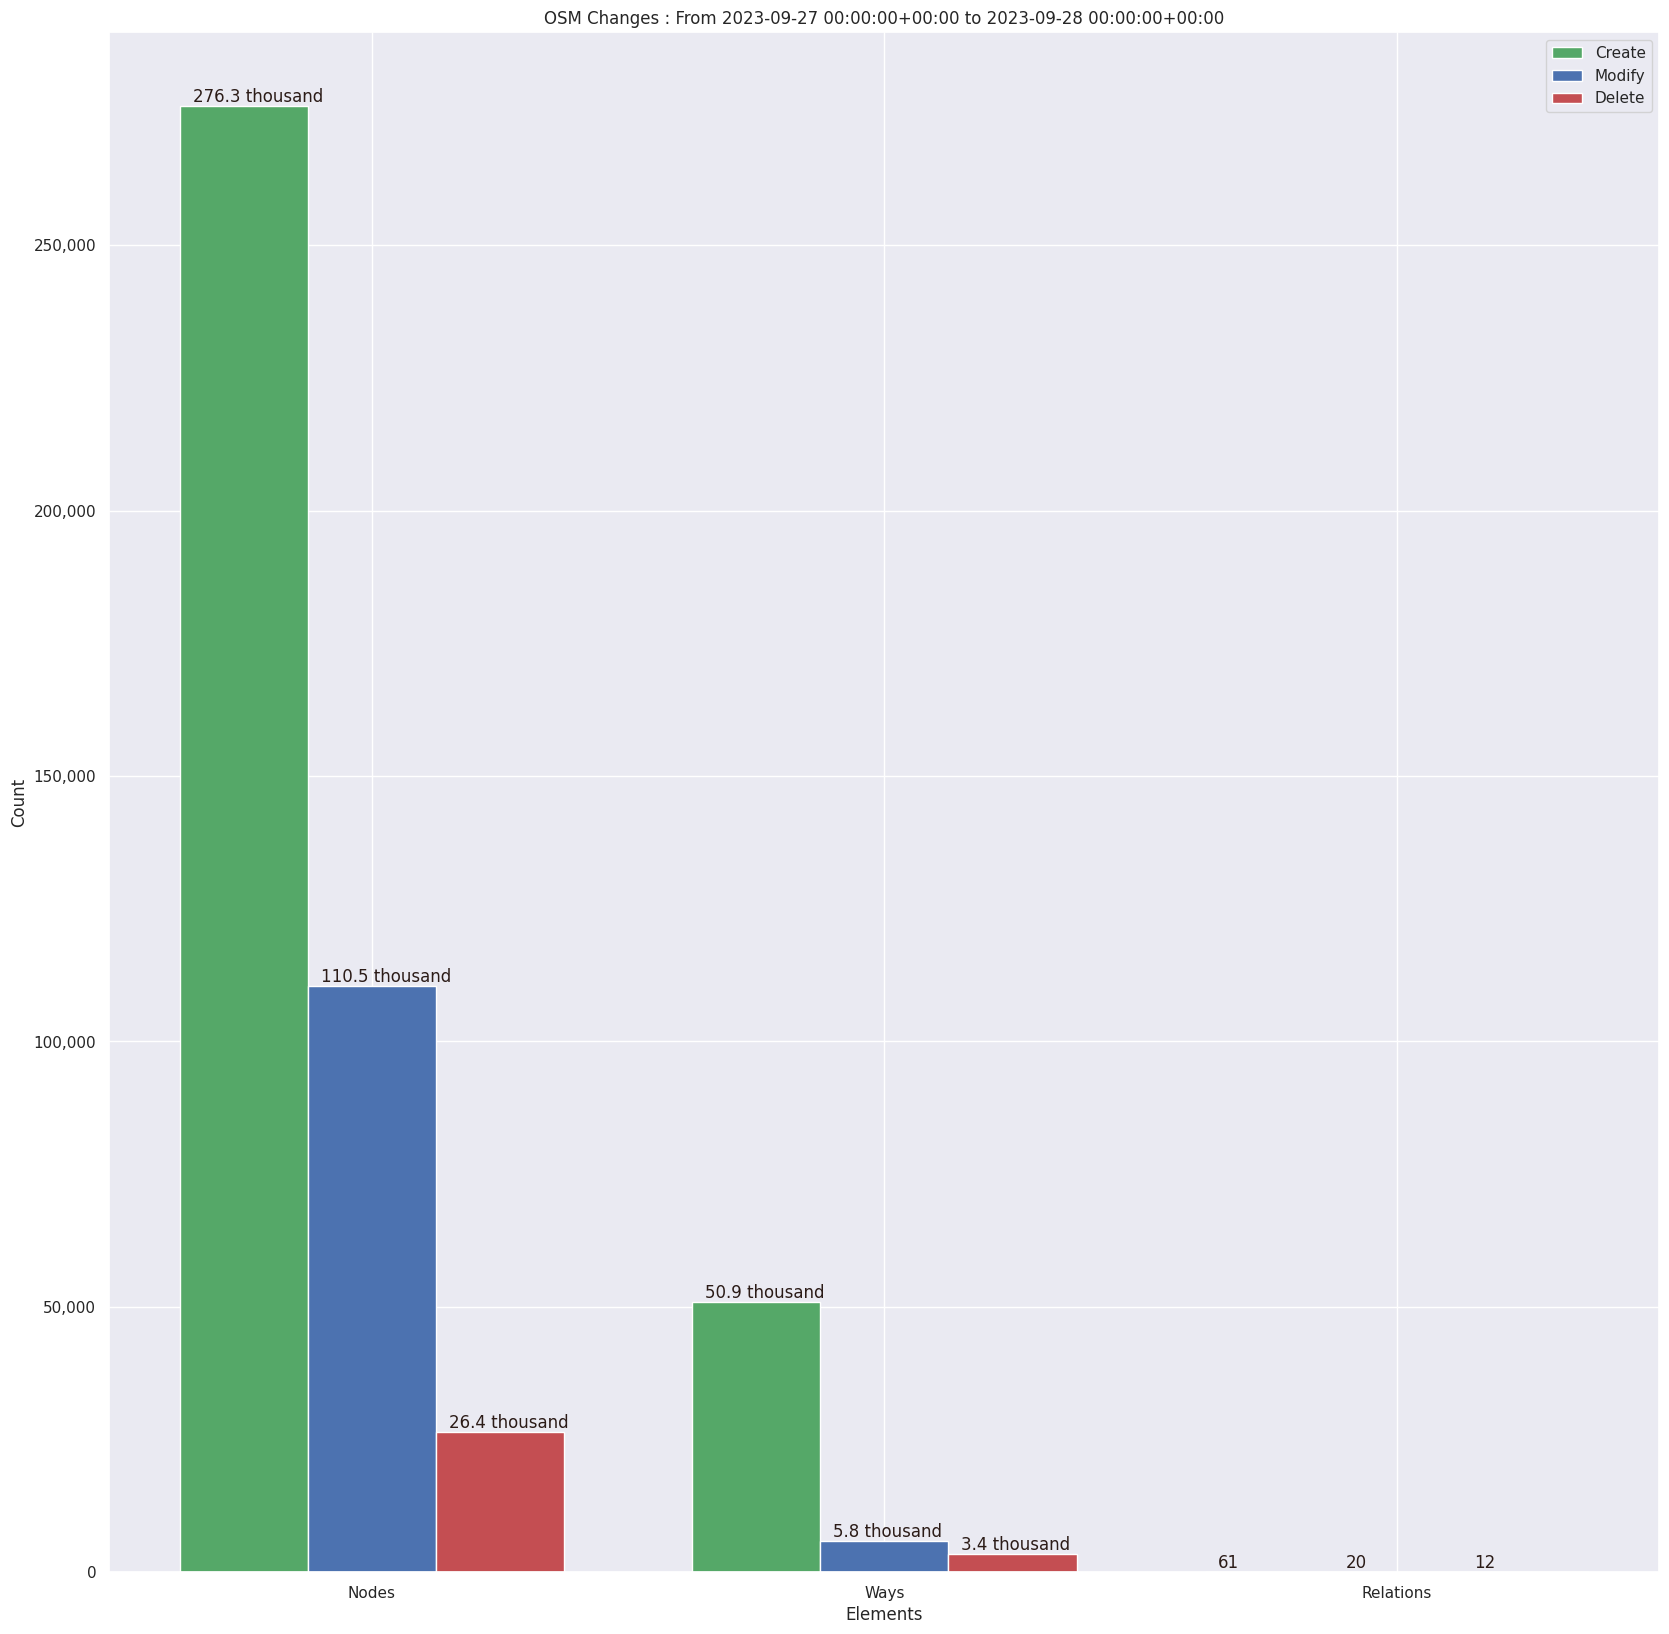 OSM Changes : From 2023-09-27 00:00:00+00:00 to 2023-09-28 00:00:00+00:00
Create
Modify
Delete
276.3 thousand
110.5 thousand
26.4 thousand
50.9 thousand
5.8 thousand
3.4 thousand
61
20
12
250,000
200,000
150,000
100,000
50,000
0
Count
Nodes
Ways
Relations
Elements